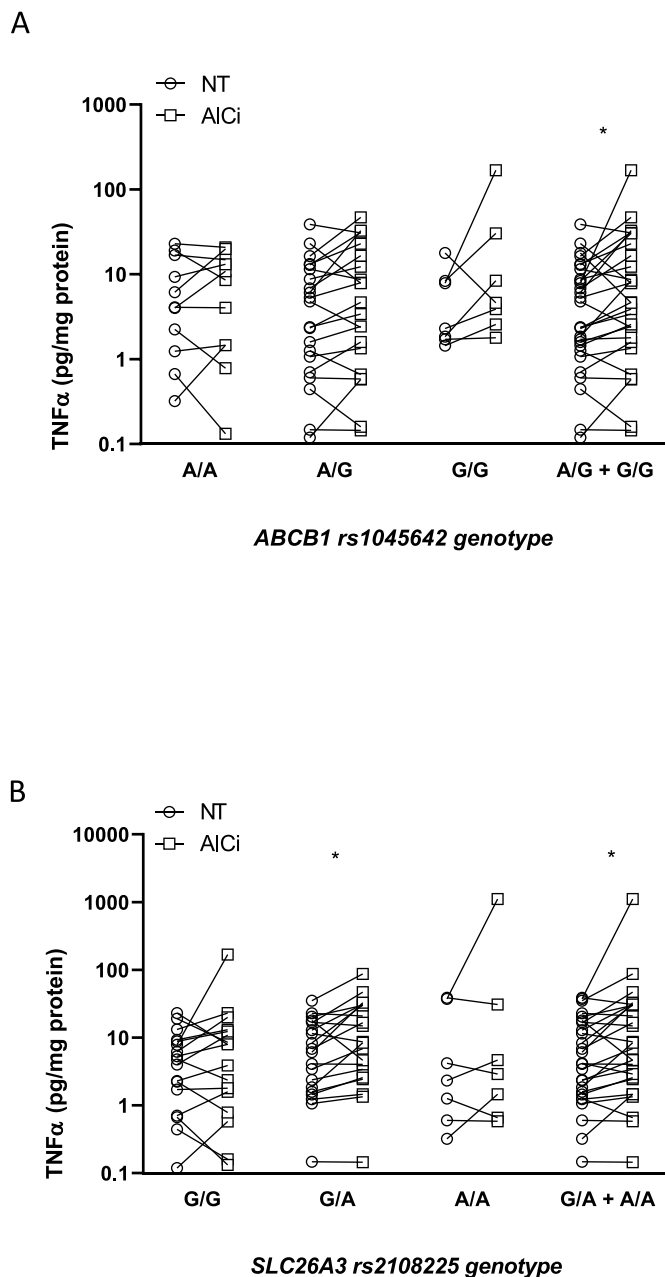 A
NT
AlCi
1000
100
10
1
0.1
TNFα (pg/mg protein)
*
A/A A/G G/G A/G + G/G
ABCB1 rs1045642 genotype
B
NT
AlCi
10000
1000
100
10
1
0.1
TNFα (pg/mg protein)
* *
G/G G/A A/A G/A + A/A
SLC26A3 rs2108225 genotype